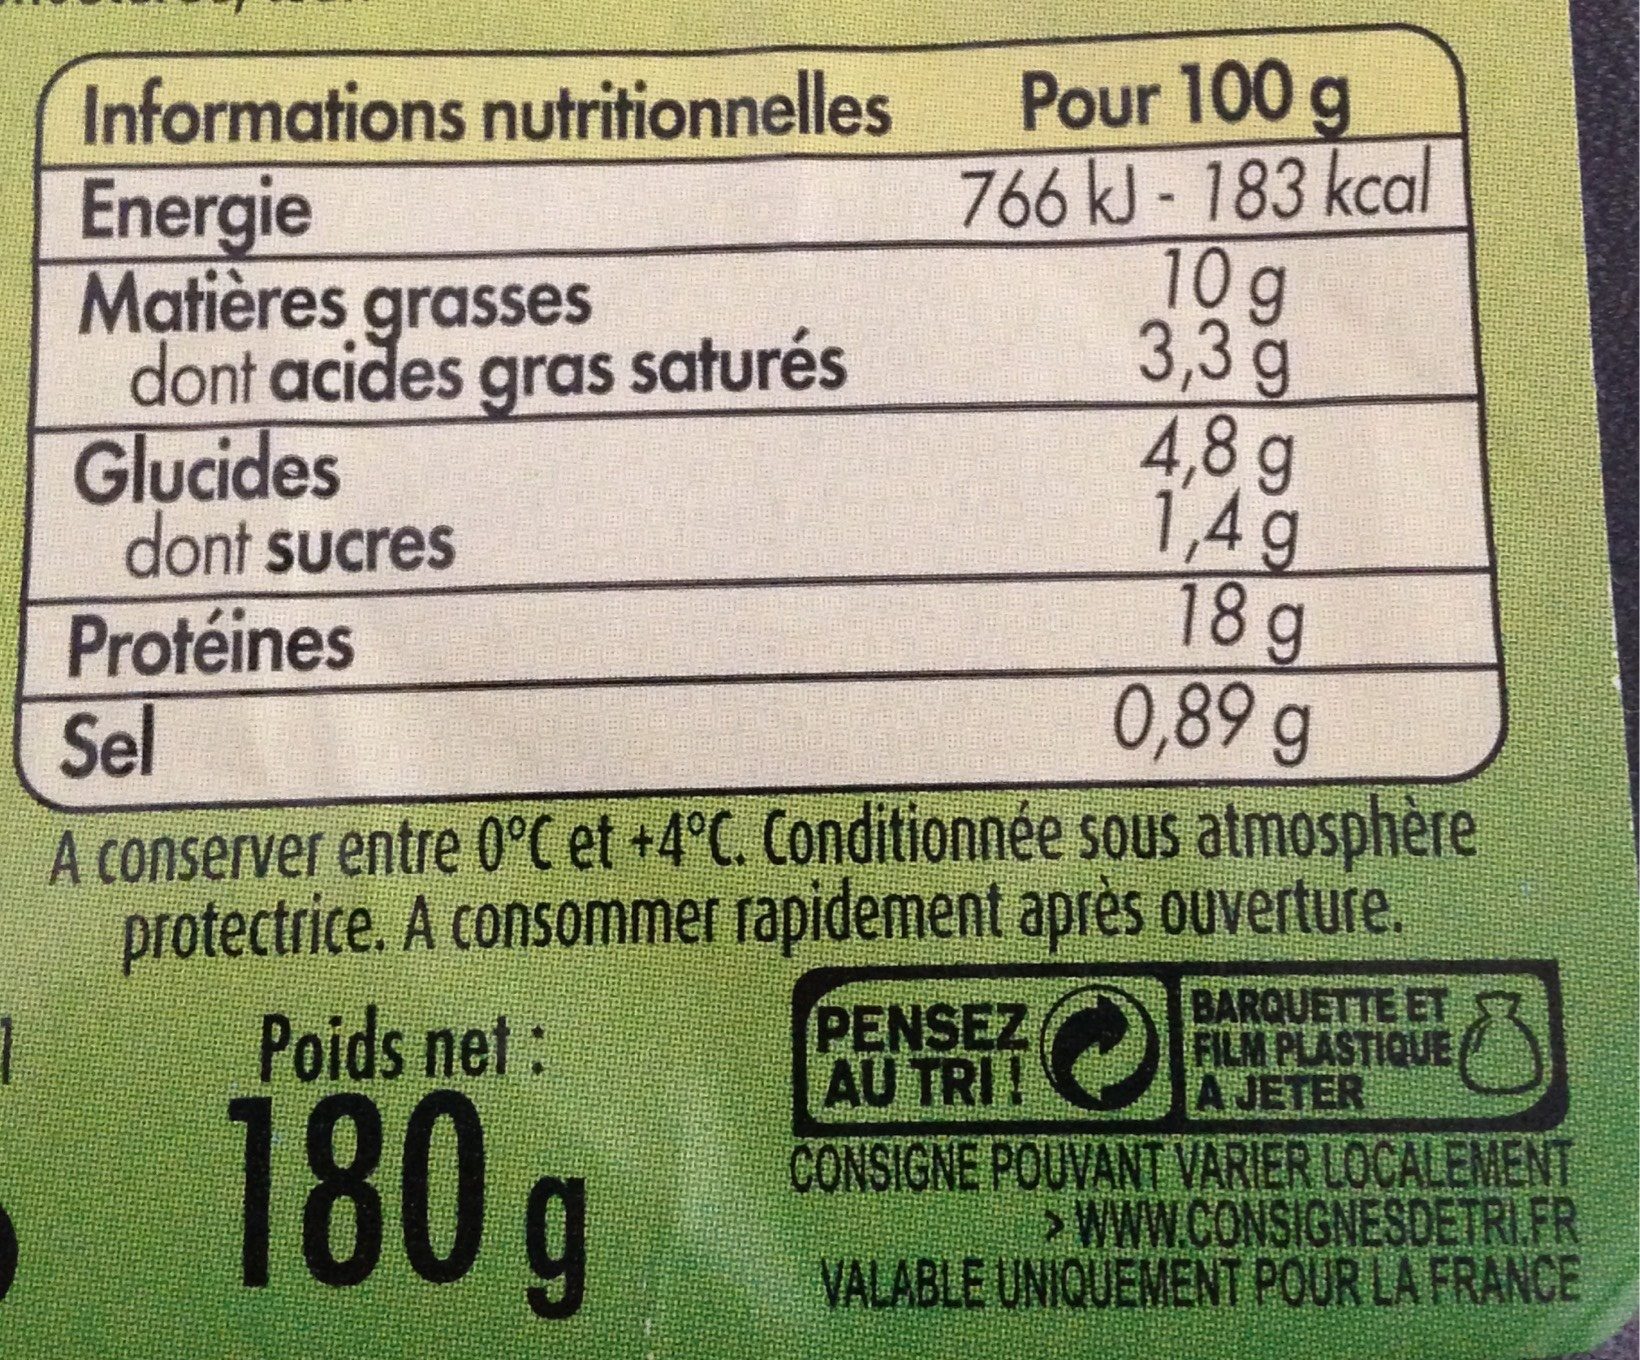 Informations nutritionnelles Pour 100 g
Energie 766 kJ - 183 kcal
Matières grasses 10 g
dont acides gras saturés 3,3 g
Glucides 4,8 g
dont sucres 1,4 g
Protéines 18 g
Sel 0,89 g
A conserver entre 0°C et +4°C. Conditionnée sous atmosphère
protectrice. A consommer rapidement après ouverture.
Poids net :
180 g
PENSEZ
AU TRI !
BARQUETTE ET
FILM PLASTIQUE
A JETER
CONSIGNE POUVANT VARIER LOCALEMENT
> WWW.CONSIGNESDETRI.FR
VALABLE UNIQUEMENT POUR LA FRANCE